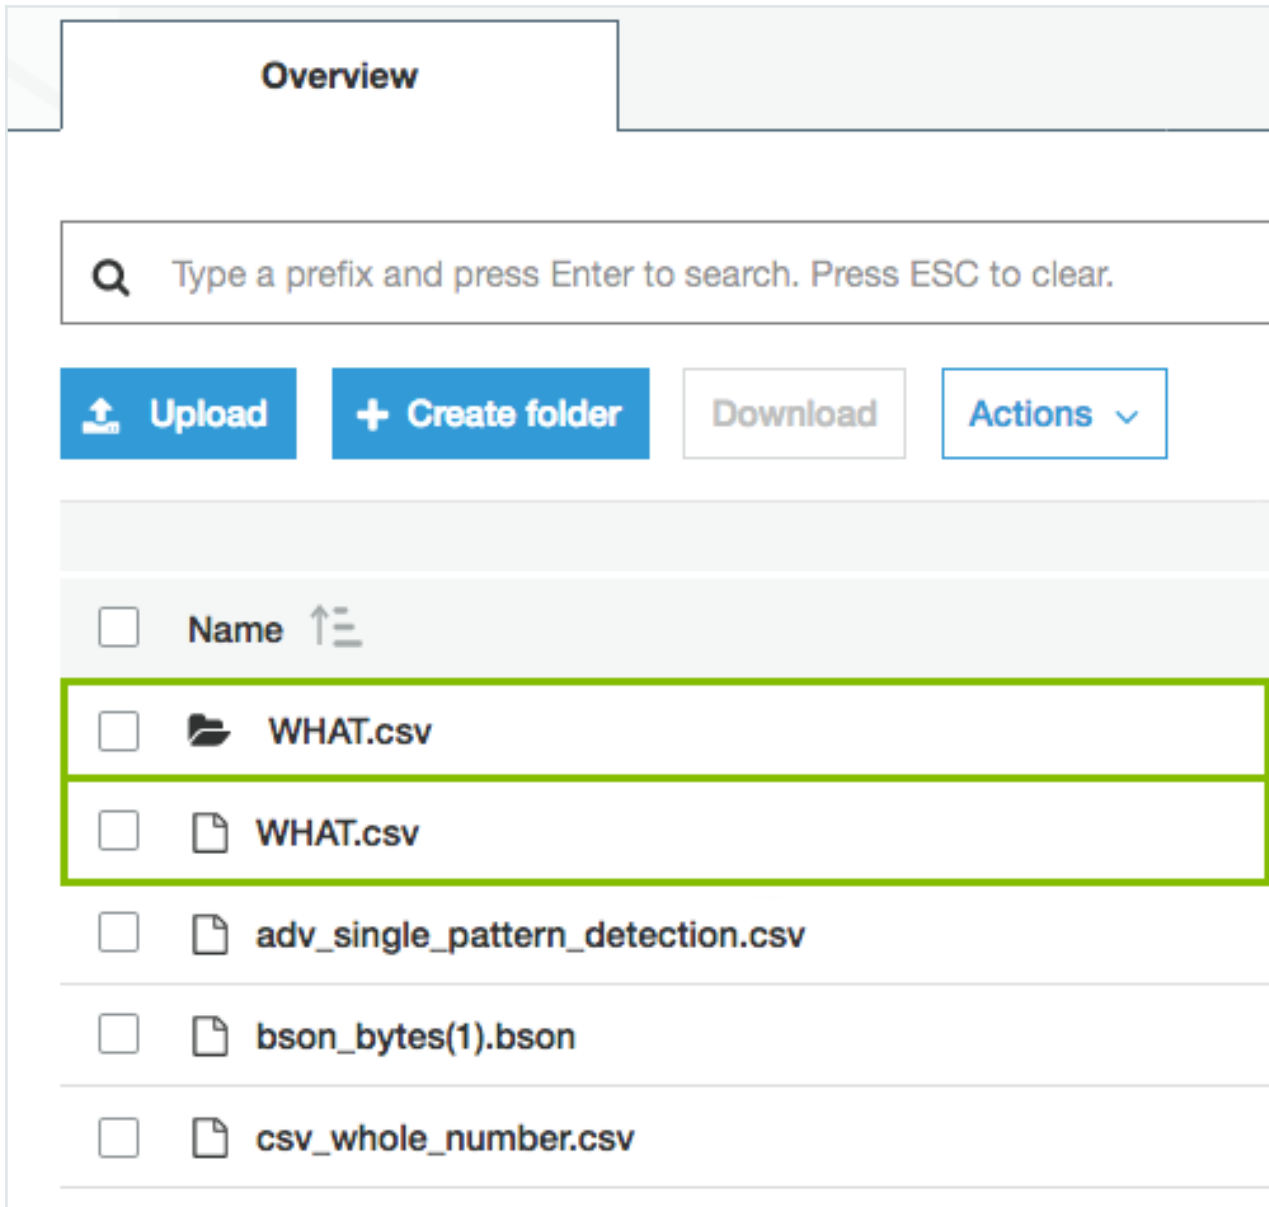 Overview
Type a prefix and press Enter to search. Press ESC to clear.
Upload
Create folder
Download
Actions
Name
WHAT.csv
WHAT.csv
adv_single_pattern_detection.csv
bson_bytes(1).bson
csv_whole_number.csv